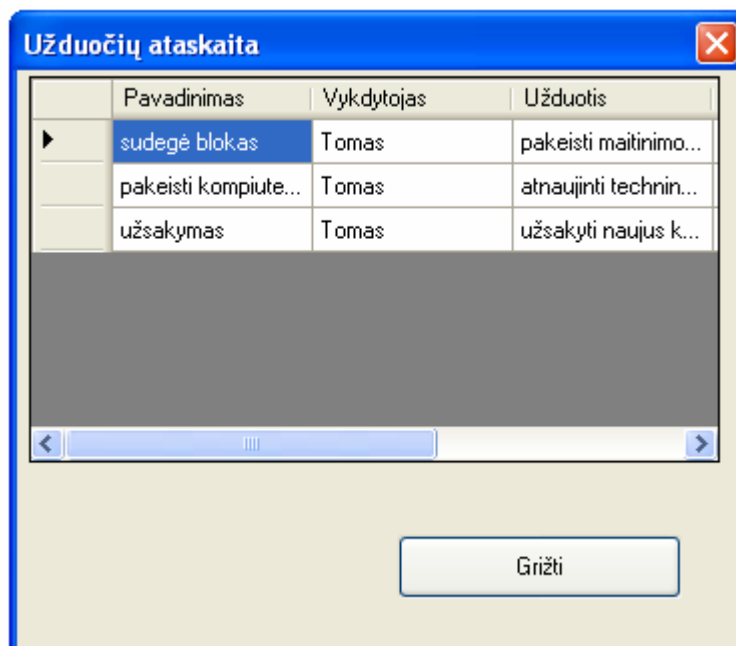 Užduočių ataskaita
Pavadinimas Vykdytojas Užduotis
sudegė blokas Tomas pakeisti maitinimo...
pakeisti kompiute... Tomas atnaujinti technin...
užsakymas Tomas užsakyti naujus k...
Grižti